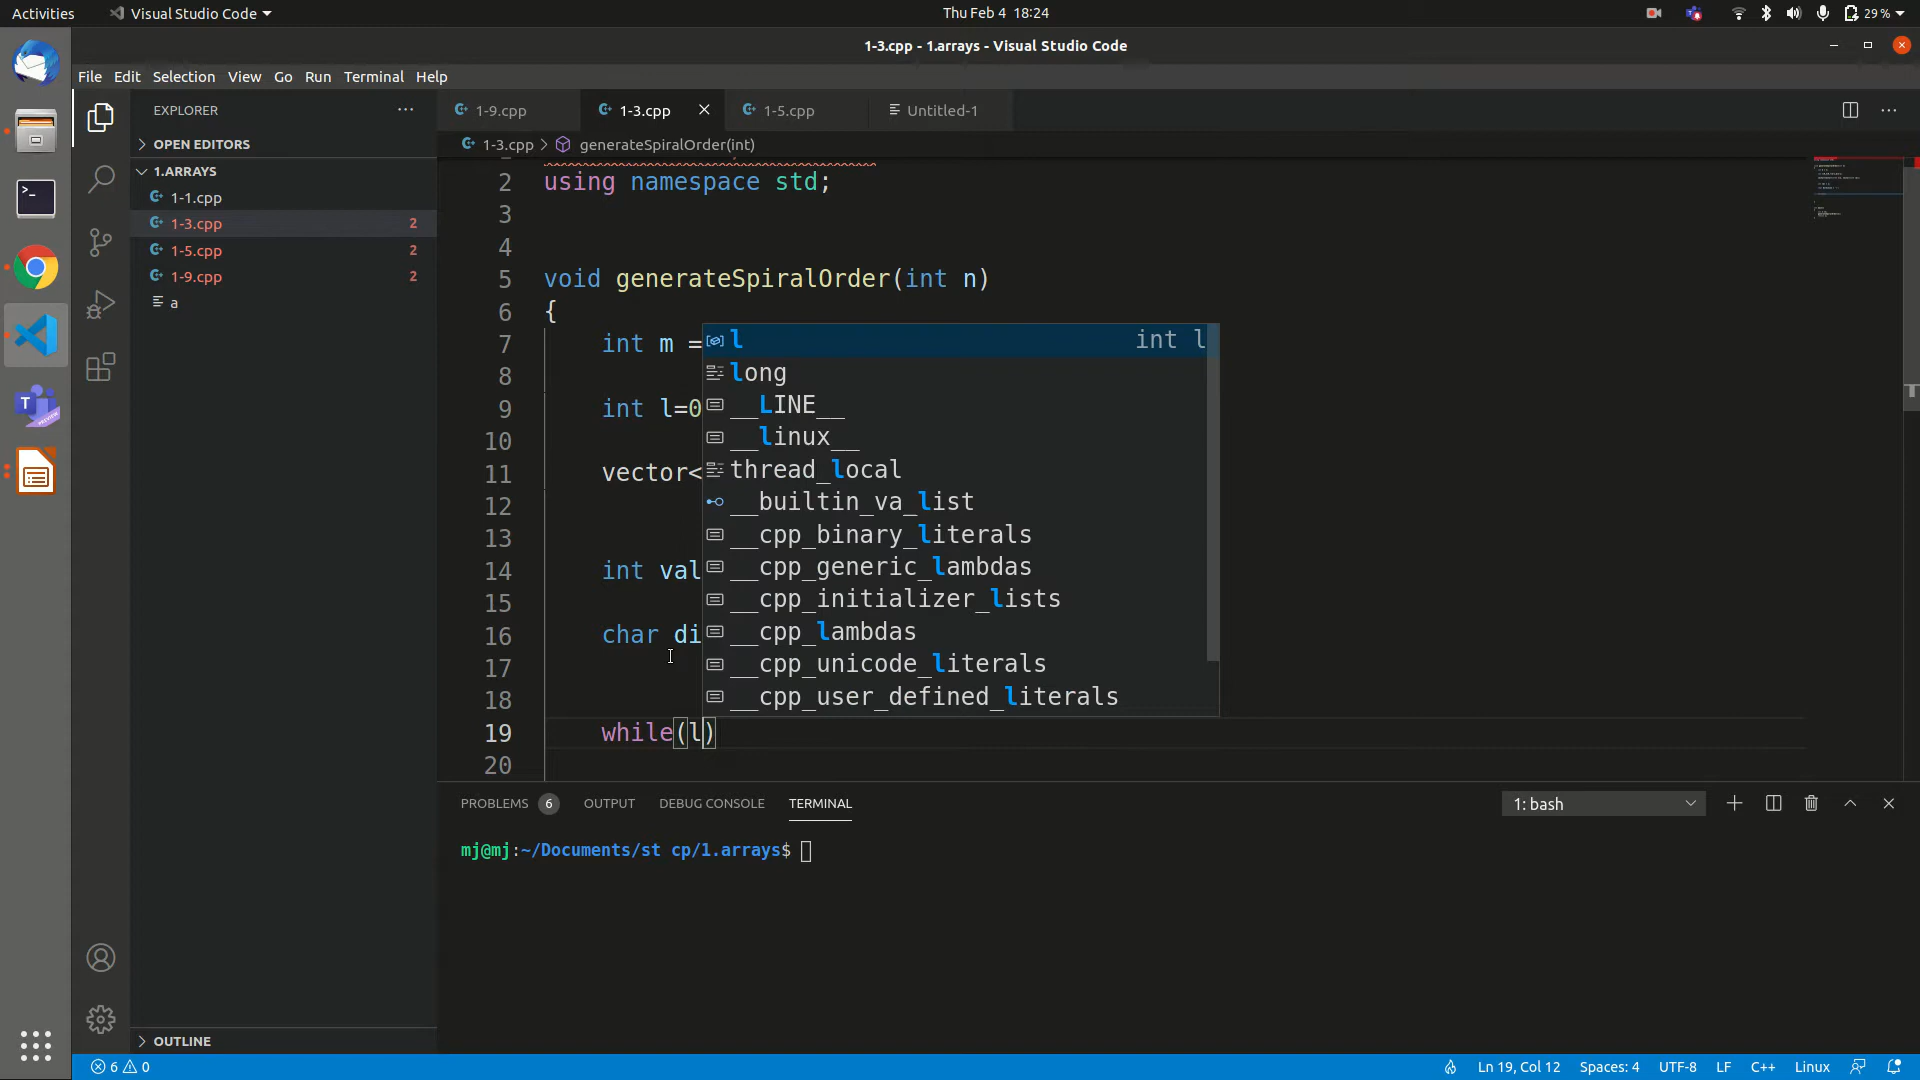 Activities Visual Studio Code Thu Feb 4 18:24 29 %
1-3.cpp - 1.arrays - Visual Studio Code
File Edit Selection View Go Run Terminal Help
EXPLORER 1-9.cpp 1-3.cpp 1-5.cpp Untitled-1
OPEN EDITORS
1-3.cpp > generateSpiralOrder(int)
1.ARRAYS
1-1.cpp
1-3.cpp 2
1-5.cpp 2
1-9.cpp 2
a
2 using namespace std;
3
4
5 void generateSpiralOrder(int n)
6 {
7 int m =
8
9 int l=0
10
11 vector<
12
13
14 int val
15
16 char di
17
18
19 while(l)
20
l int l
long
__LINE__
__linux__
thread_local
__builtin_va_list
__cpp_binary_literals
__cpp_generic_lambdas
__cpp_initializer_lists
__cpp_lambdas
__cpp_unicode_literals
__cpp_user_defined_literals
PROBLEMS 6 OUTPUT DEBUG CONSOLE TERMINAL 1: bash
mj@mj:~/Documents/st cp/1.arrays$
OUTLINE
6 0 Ln 19, Col 12 Spaces: 4 UTF-8 LF C++ Linux